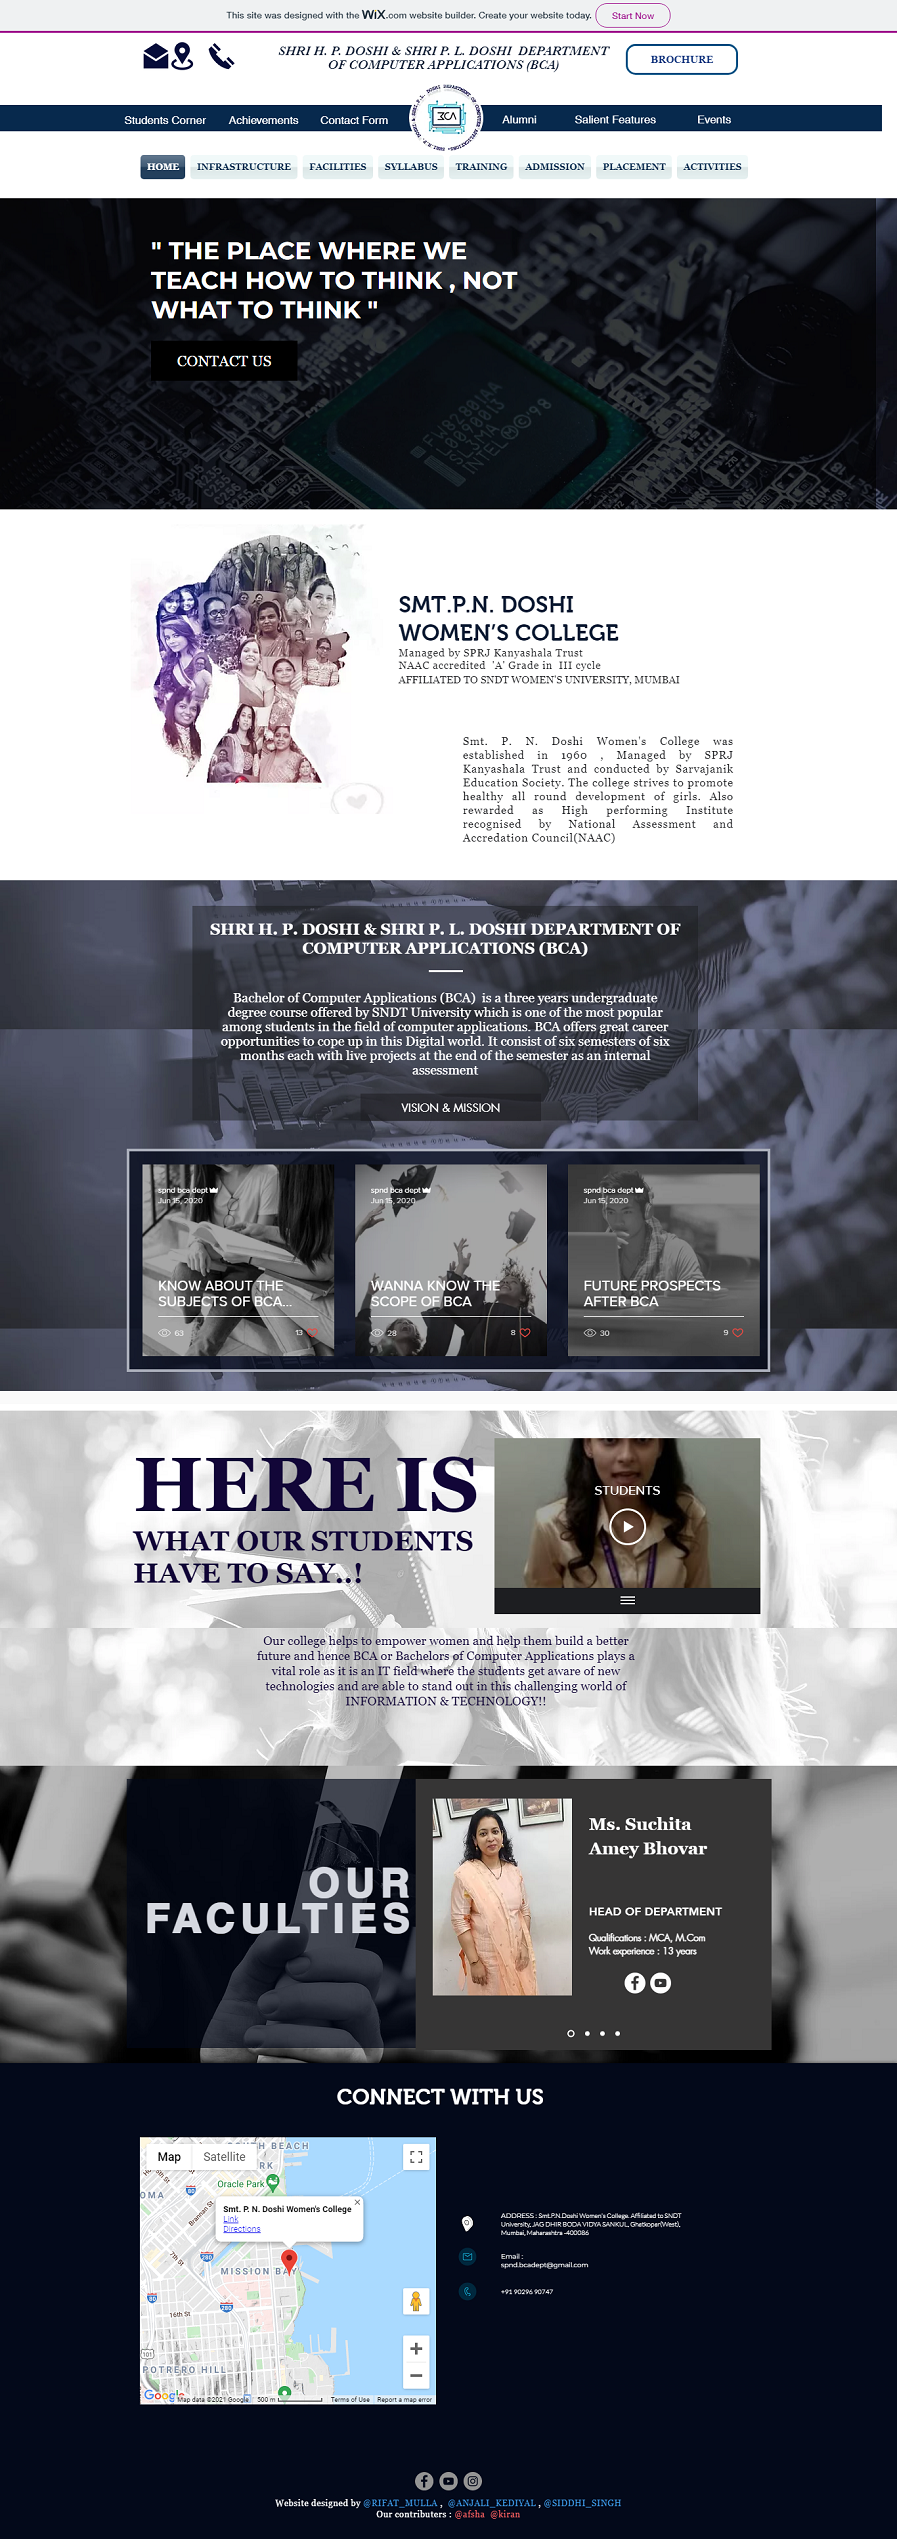 This site was designed with the WiX.com website builder. Create your website today. Start Now
SHRI H. P. DOSHI & SHRI P. L. DOSHI DEPARTMENT
OF COMPUTER APPLICATIONS (BCA)
BROCHURE
Students Corner Achievements Contact Form BCA Alumni Salient Features Events
HOME INFRASTRUCTURE FACILITIES SYLLABUS TRAINING ADMISSION PLACEMENT ACTIVITIES
" THE PLACE WHERE WE
TEACH HOW TO THINK , NOT
WHAT TO THINK "
CONTACT US
SMT.P.N. DOSHI
WOMEN’S COLLEGE
Managed by SPRJ Kanyashala Trust
NAAC accredited 'A' Grade in III cycle
AFFILIATED TO SNDT WOMEN'S UNIVERSITY, MUMBAI
Smt. P. N. Doshi Women's College was
established in 1960 , Managed by SPRJ
Kanyashala Trust and conducted by Sarvajanik
Education Society. The college strives to promote
healthy all round development of girls. Also
rewarded as High performing Institute
recognised by National Assessment and
Accredation Council(NAAC)
SHRI H. P. DOSHI & SHRI P. L. DOSHI DEPARTMENT OF
COMPUTER APPLICATIONS (BCA)
Bachelor of Computer Applications (BCA) is a three years undergraduate
degree course offered by SNDT University which is one of the most popular
among students in the field of computer applications. BCA offers great career
opportunities to cope up in this Digital world. It consist of six semesters of six
months each with live projects at the end of the semester as an internal
assessment
VISION & MISSION
spnd bca dept
Jun 15, 2020
KNOW ABOUT THE
SUBJECTS OF BCA...
63 13
spnd bca dept
Jun 15, 2020
WANNA KNOW THE
SCOPE OF BCA
28 8
spnd bca dept
Jun 15, 2020
FUTURE PROSPECTS
AFTER BCA
30 9
HERE IS
WHAT OUR STUDENTS
HAVE TO SAY..!
STUDENTS
Our college helps to empower women and help them build a better
future and hence BCA or Bachelors of Computer Applications plays a
vital role as it is an IT field where the students get aware of new
technologies and are able to stand out in this challenging world of
INFORMATION & TECHNOLOGY!!
OUR
FACULTIES
Ms. Suchita
Amey Bhovar
HEAD OF DEPARTMENT
Qualifications : MCA, M.Com
Work experience : 13 years
CONNECT WITH US
Map Satellite
Oracle Park
Smt. P. N. Doshi Women's College
Link
Directions
Brannan St
7th St
280
MISSION BAY
80
280
16th St
101
POTRERO HILL
Google Map data ©2021 Google 500 m Terms of Use Report a map error
ADDRESS : Smt.P.N.Doshi Women's College. Affiliated to SNDT
University, JAG DHIR BODA VIDYA SANKUL, Ghatkopar(West),
Mumbai, Maharashtra -400086
Email :
spnd.bcadept@gmail.com
+91 90296 90747
Website designed by @RIFAT_MULLA , @ANJALI_KEDIYAL , @SIDDHI_SINGH
Our contributers : @afsha @kiran